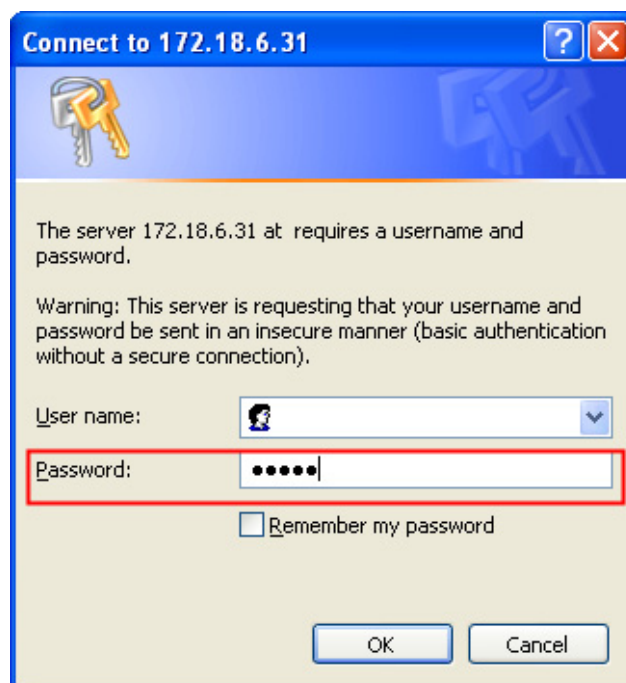 Connect to 172.18.6.31
The server 172.18.6.31 at  requires a username and
password.
Warning: This server is requesting that your username and
password be sent in an insecure manner (basic authentication
without a secure connection).
User name:
Password: •••••
Remember my password
OK Cancel